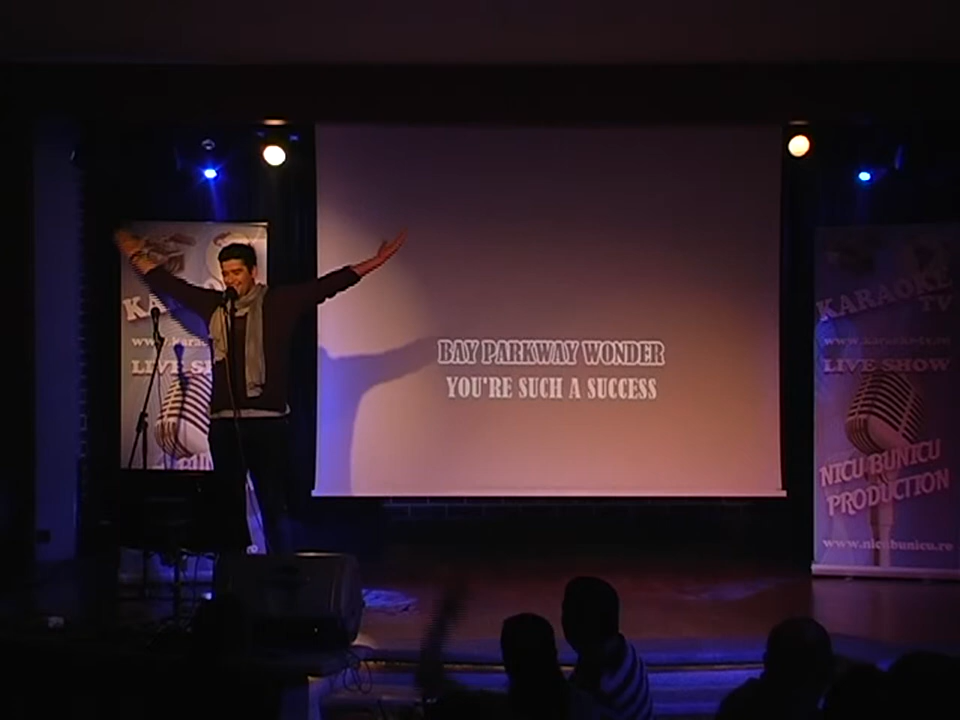 BAY PARKWAY WONDER
YOU'RE SUCH A SUCCESS
KARAOKE
TV
LIVE SHOW
NICU BUNICU
PRODUCTION
www.nicubunicu.ro